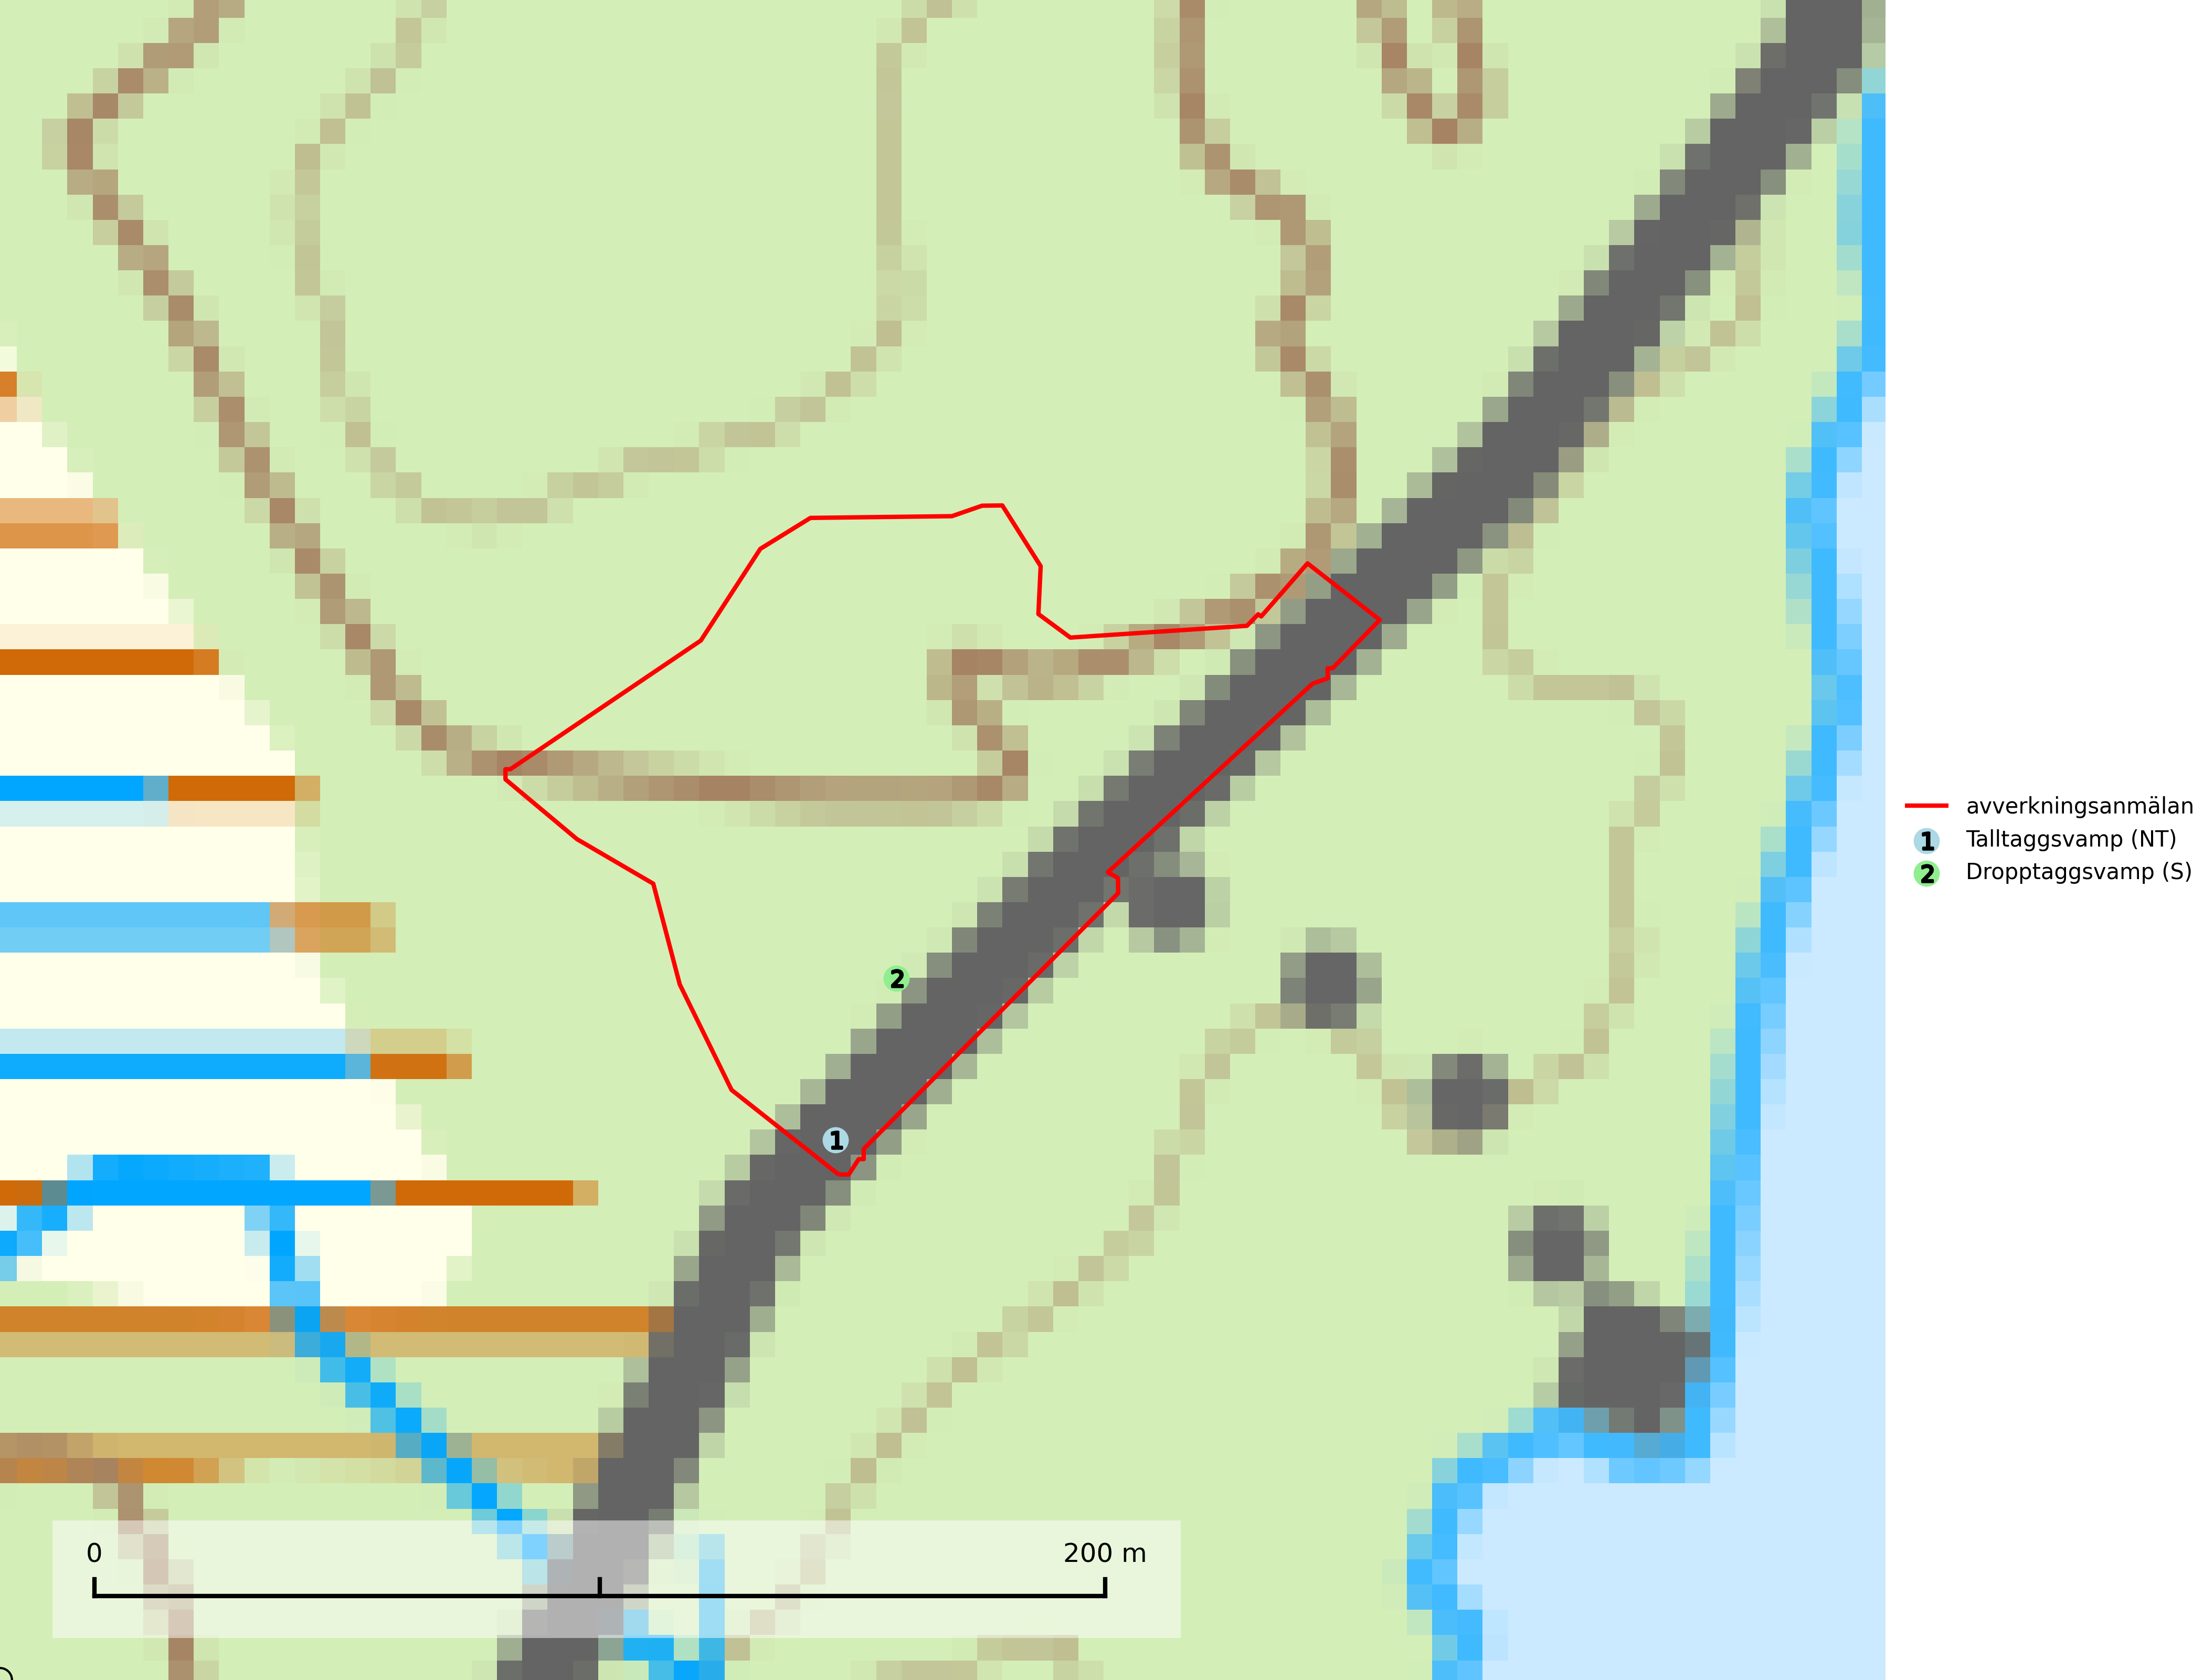 avverkningsanmälan
1 Talltaggsvamp (NT)
2 Dropptaggsvamp (S)
2
1
0 200 m